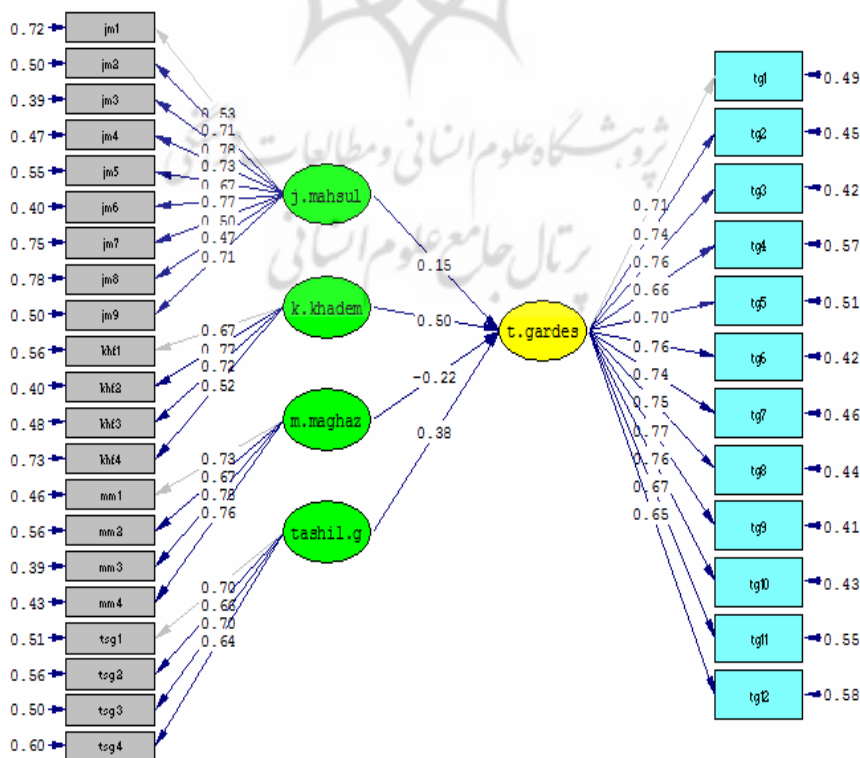 0.72 jm1
0.50 jm2
0.39 jm3
0.47 jm4
0.55 jm5
0.40 jm6
0.75 jm7
0.78 jm8
0.50 jm9
0.56 khf1
0.40 khf2
0.48 khf3
0.73 khf4
0.46 mm1
0.56 mm2
0.39 mm3
0.43 mm4
0.51 tsg1
0.56 tsg2
0.50 tsg3
0.60 tsg4
0.53
0.71
0.78
0.73
0.67
0.77
0.50
0.47
0.71
0.67
0.77
0.72
0.52
0.73
0.67
0.78
0.76
0.70
0.66
0.70
0.64
پژوهشگاه علوم انسانی و مطالعات فرهنگی
پرتال جامع علوم انسانی
j.mahsul
k.khadem
m.maghaz
tashil.g
0.15
0.50
-0.22
0.38
t.gardes
0.71
0.74
0.76
0.66
0.70
0.76
0.74
0.75
0.77
0.76
0.67
0.65
tg1 0.49
tg2 0.45
tg3 0.42
tg4 0.57
tg5 0.51
tg6 0.42
tg7 0.46
tg8 0.44
tg9 0.41
tg10 0.43
tg11 0.55
tg12 0.58